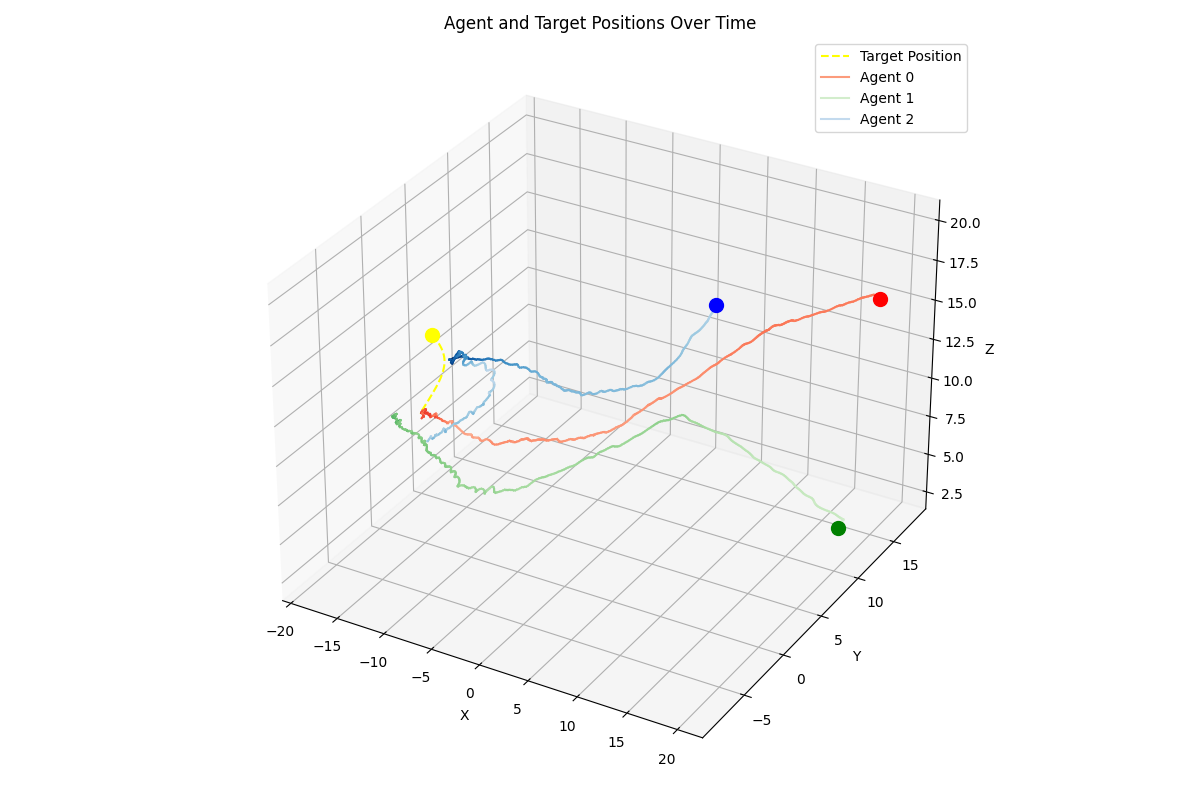 Agent and Target Positions Over Time
Target Position
Agent 0
Agent 1
Agent 2
20.0
17.5
15.0
12.5
10.0
7.5
5.0
2.5
Z
15
10
5
0
−5
Y
−20
−15
−10
−5
0
5
10
15
20
X